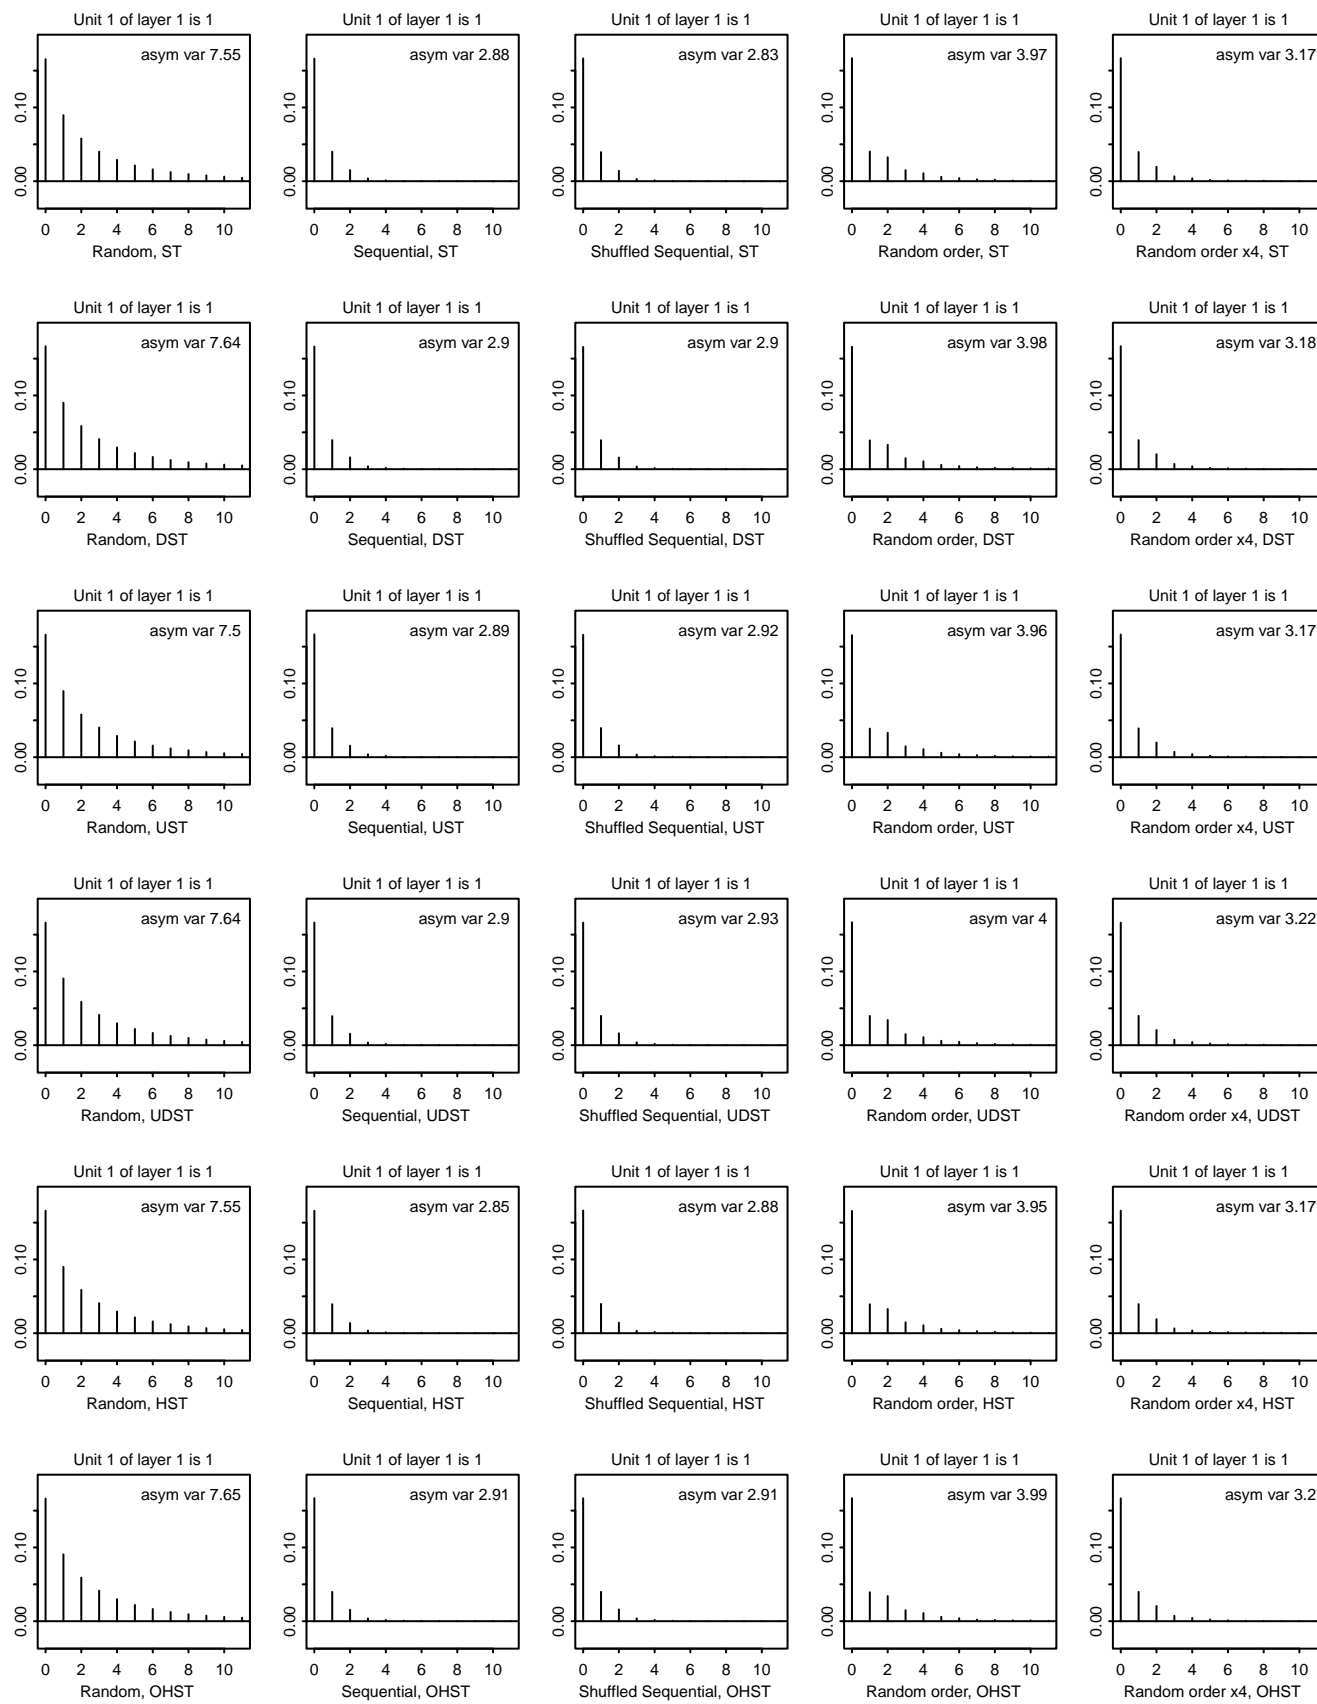 Unit 1 of layer 1 is 1 Unit 1 of layer 1 is 1 Unit 1 of layer 1 is 1 Unit 1 of layer 1 is 1 Unit 1 of layer 1 is 1
asym var 7.55 asym var 2.88 asym var 2.83 asym var 3.97 asym var 3.17
0.10 0.10 0.10 0.10 0.10
0.00 0.00 0.00 0.00 0.00
0 2 4 6 8 10 0 2 4 6 8 10 0 2 4 6 8 10 0 2 4 6 8 10 0 2 4 6 8 10
Random, ST Sequential, ST Shuffled Sequential, ST Random order, ST Random order x4, ST
Unit 1 of layer 1 is 1 Unit 1 of layer 1 is 1 Unit 1 of layer 1 is 1 Unit 1 of layer 1 is 1 Unit 1 of layer 1 is 1
asym var 7.64 asym var 2.9 asym var 2.9 asym var 3.98 asym var 3.18
0.10 0.10 0.10 0.10 0.10
0.00 0.00 0.00 0.00 0.00
0 2 4 6 8 10 0 2 4 6 8 10 0 2 4 6 8 10 0 2 4 6 8 10 0 2 4 6 8 10
Random, DST Sequential, DST Shuffled Sequential, DST Random order, DST Random order x4, DST
Unit 1 of layer 1 is 1 Unit 1 of layer 1 is 1 Unit 1 of layer 1 is 1 Unit 1 of layer 1 is 1 Unit 1 of layer 1 is 1
asym var 7.5 asym var 2.89 asym var 2.92 asym var 3.96 asym var 3.17
0.10 0.10 0.10 0.10 0.10
0.00 0.00 0.00 0.00 0.00
0 2 4 6 8 10 0 2 4 6 8 10 0 2 4 6 8 10 0 2 4 6 8 10 0 2 4 6 8 10
Random, UST Sequential, UST Shuffled Sequential, UST Random order, UST Random order x4, UST
Unit 1 of layer 1 is 1 Unit 1 of layer 1 is 1 Unit 1 of layer 1 is 1 Unit 1 of layer 1 is 1 Unit 1 of layer 1 is 1
asym var 7.64 asym var 2.9 asym var 2.93 asym var 4 asym var 3.22
0.10 0.10 0.10 0.10 0.10
0.00 0.00 0.00 0.00 0.00
0 2 4 6 8 10 0 2 4 6 8 10 0 2 4 6 8 10 0 2 4 6 8 10 0 2 4 6 8 10
Random, UDST Sequential, UDST Shuffled Sequential, UDST Random order, UDST Random order x4, UDST
Unit 1 of layer 1 is 1 Unit 1 of layer 1 is 1 Unit 1 of layer 1 is 1 Unit 1 of layer 1 is 1 Unit 1 of layer 1 is 1
asym var 7.55 asym var 2.85 asym var 2.88 asym var 3.95 asym var 3.17
0.10 0.10 0.10 0.10 0.10
0.00 0.00 0.00 0.00 0.00
0 2 4 6 8 10 0 2 4 6 8 10 0 2 4 6 8 10 0 2 4 6 8 10 0 2 4 6 8 10
Random, HST Sequential, HST Shuffled Sequential, HST Random order, HST Random order x4, HST
Unit 1 of layer 1 is 1 Unit 1 of layer 1 is 1 Unit 1 of layer 1 is 1 Unit 1 of layer 1 is 1 Unit 1 of layer 1 is 1
asym var 7.65 asym var 2.91 asym var 2.91 asym var 3.99 asym var 3.2
0.10 0.10 0.10 0.10 0.10
0.00 0.00 0.00 0.00 0.00
0 2 4 6 8 10 0 2 4 6 8 10 0 2 4 6 8 10 0 2 4 6 8 10 0 2 4 6 8 10
Random, OHST Sequential, OHST Shuffled Sequential, OHST Random order, OHST Random order x4, OHST